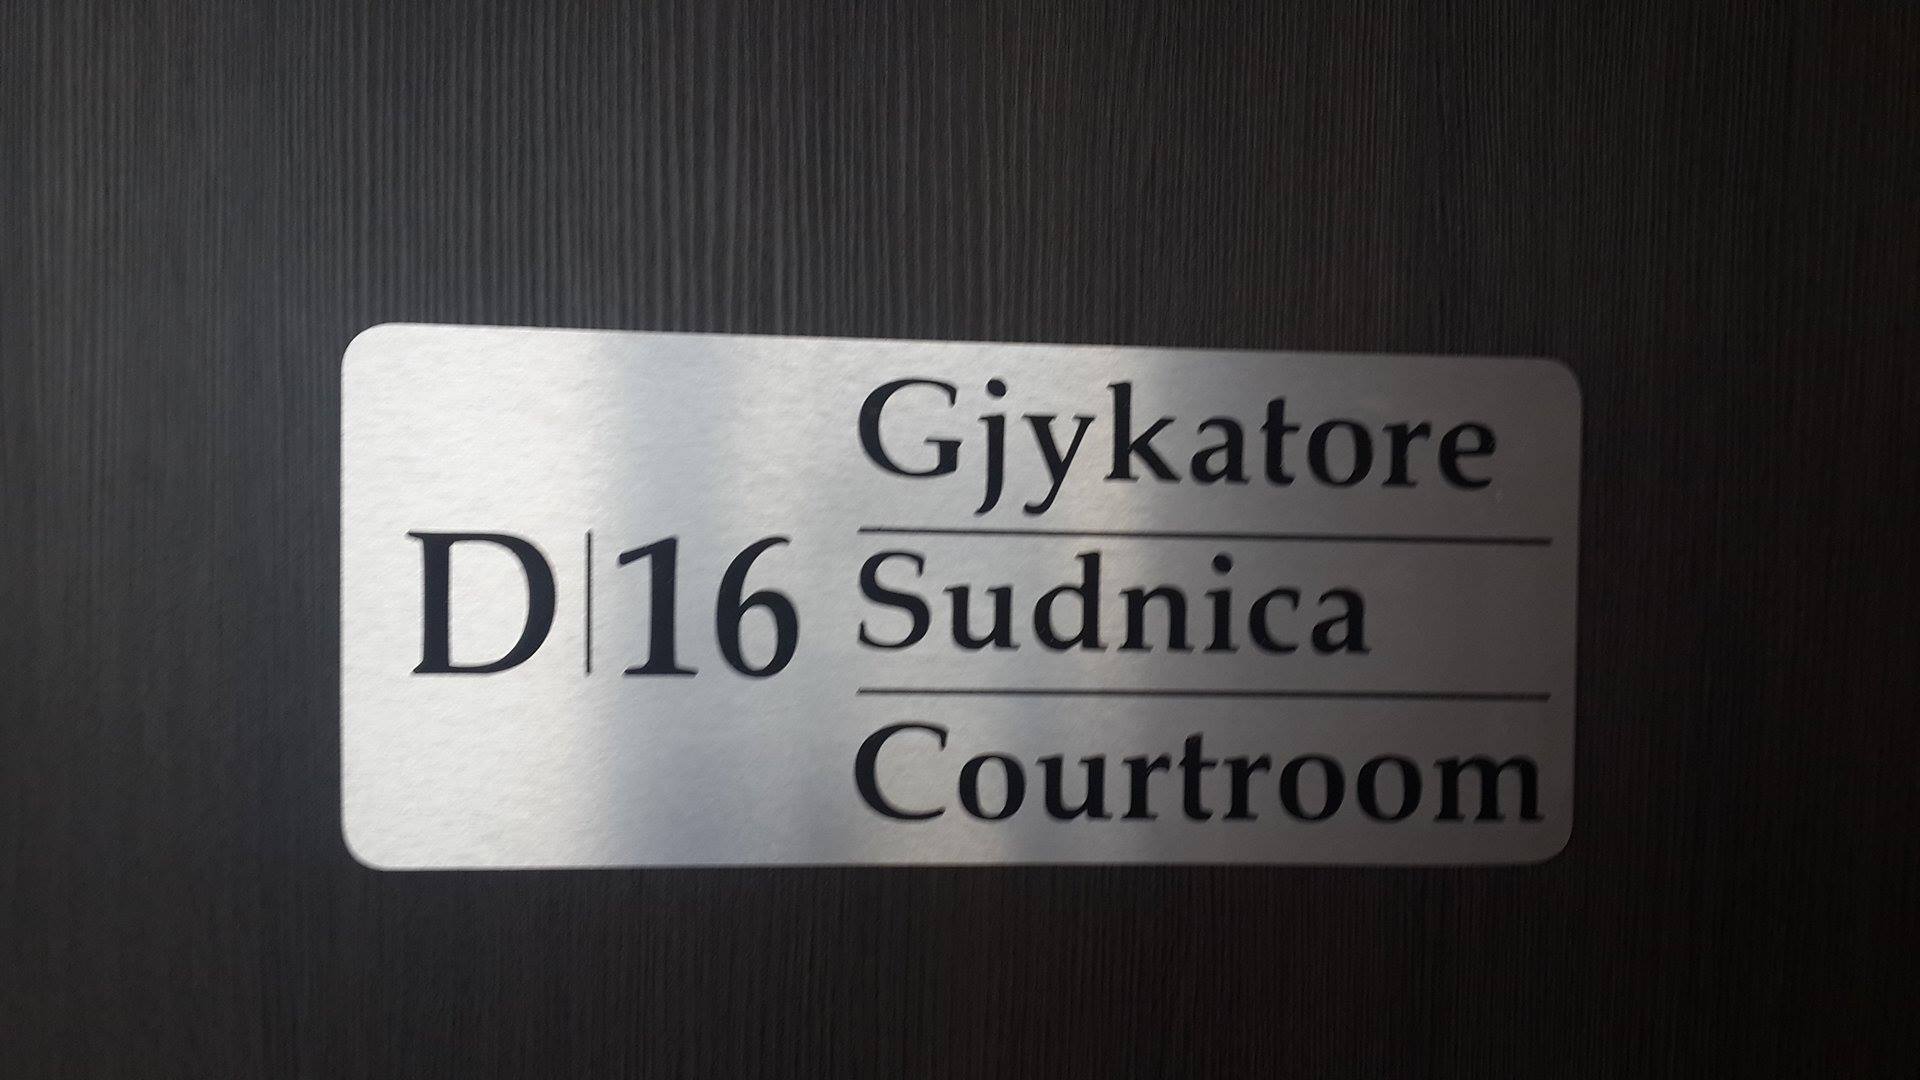 D|16
Gjykatore
Sudnica
Courtroom